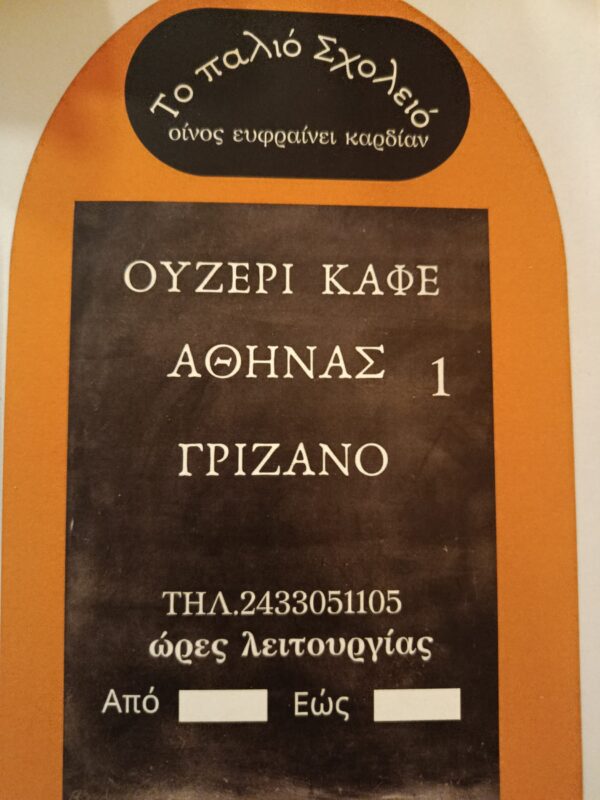 Το παλιό Σχολειό
οίνος ευφραίνει καρδίαν
ΟΥΖΕΡΙ ΚΑΦΕ
ΑΘΗΝΑΣ 1
ΓΡΙΖΑΝΟ
ΤΗΛ.2433051105
ώρες λειτουργίας
Από Εώς